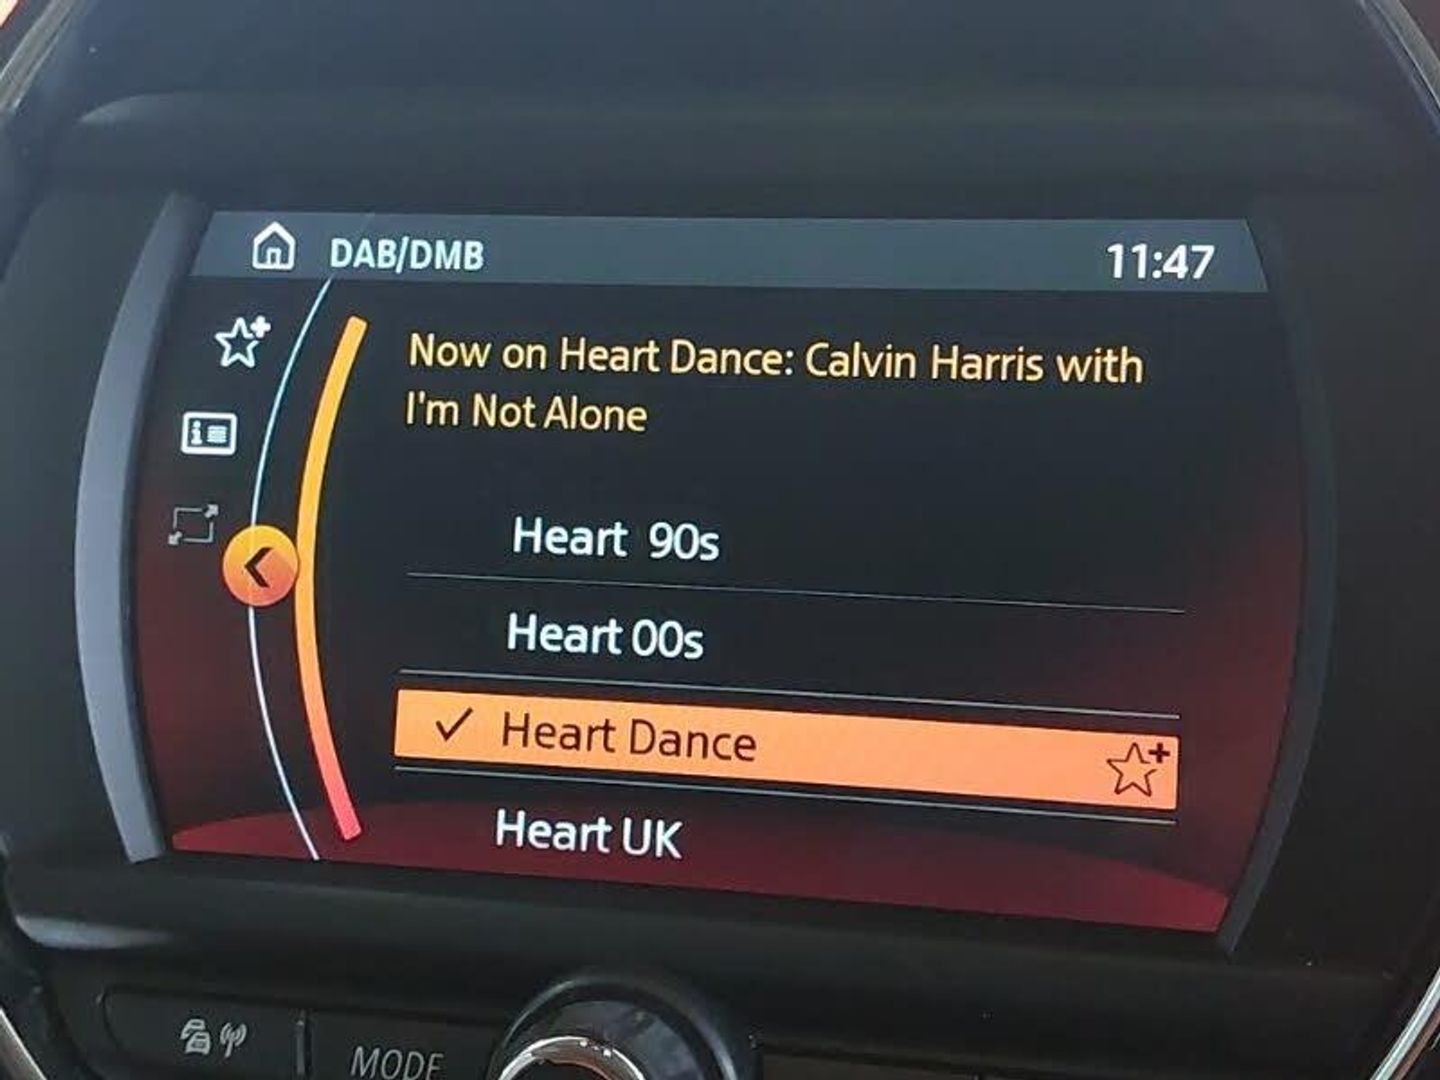 DAB/DMB
11:47
Now on Heart Dance: Calvin Harris with
I'm Not Alone
Heart 90s
Heart 00s
Heart Dance
Heart UK
MODE